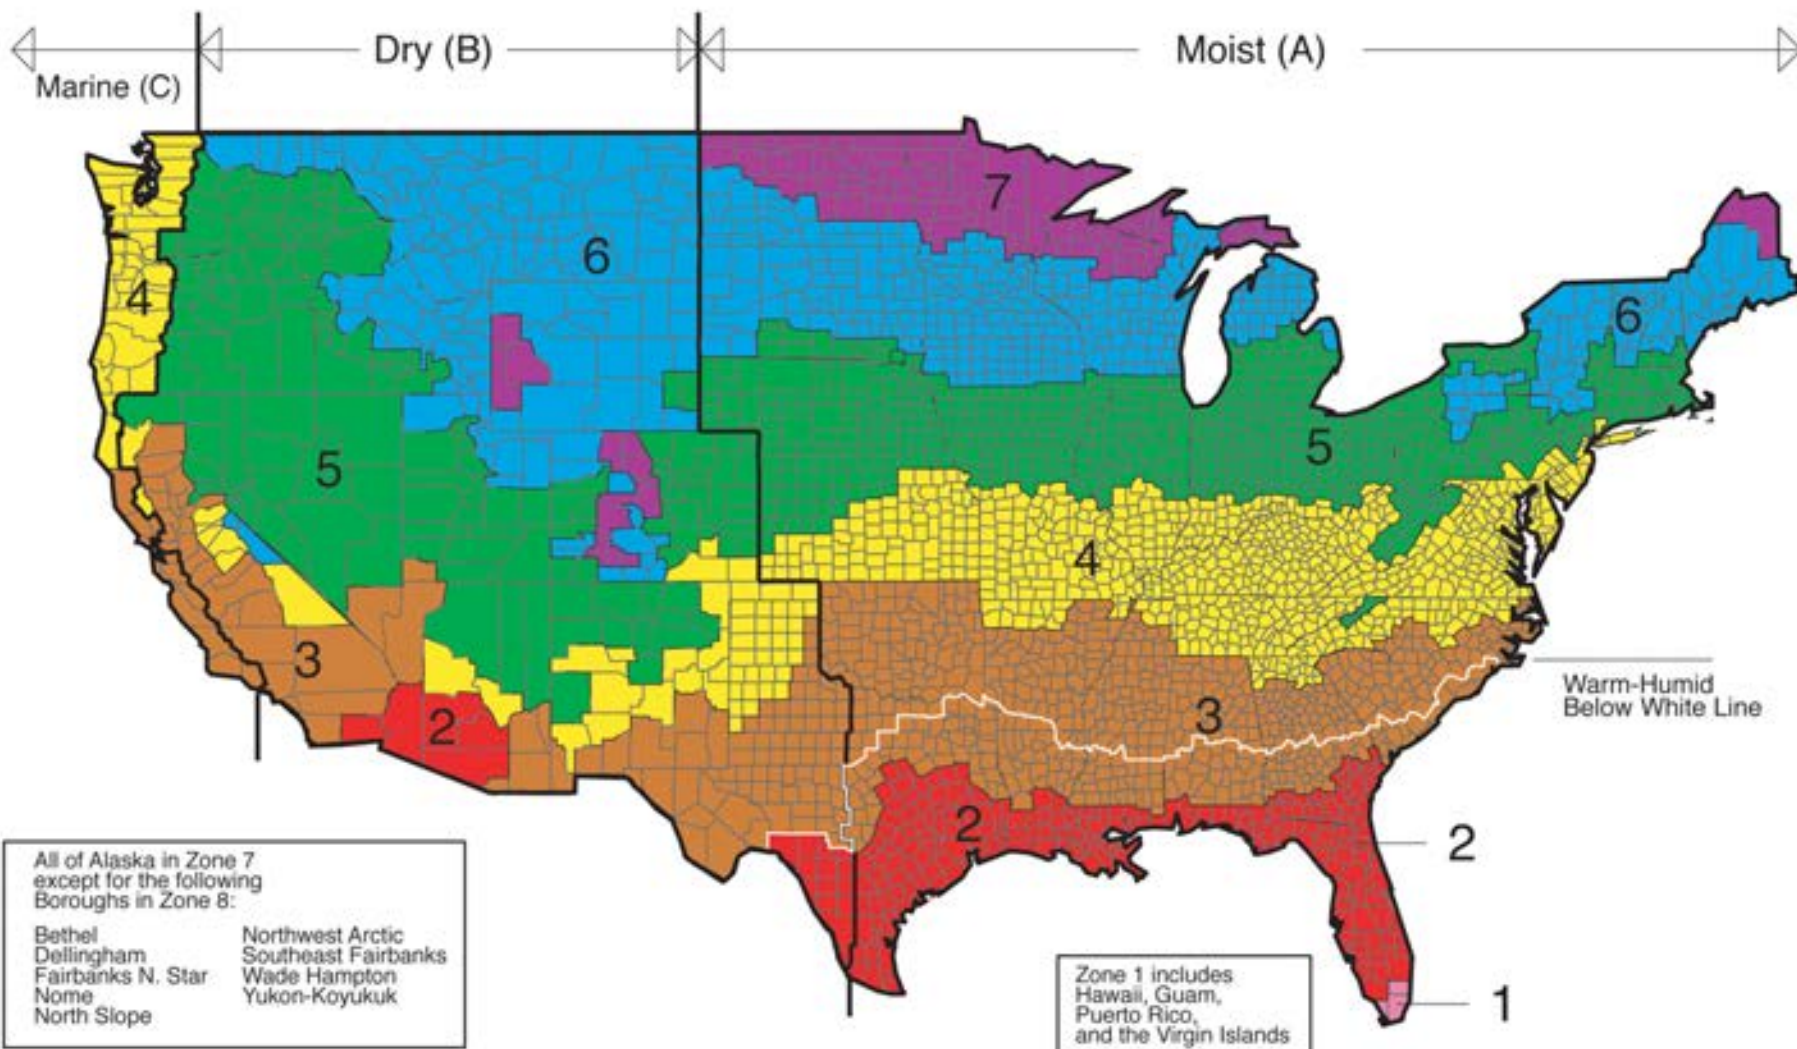 Marine (C)
Dry (B)
Moist (A)
7
6
4
6
5
5
4
3
2
3
2
Warm-Humid
Below White Line
2
1
All of Alaska in Zone 7
except for the following
Boroughs in Zone 8:
Bethel
Dellingham
Fairbanks N. Star
Nome
North Slope
Northwest Arctic
Southeast Fairbanks
Wade Hampton
Yukon-Koyukuk
Zone 1 includes
Hawaii, Guam,
Puerto Rico,
and the Virgin Islands